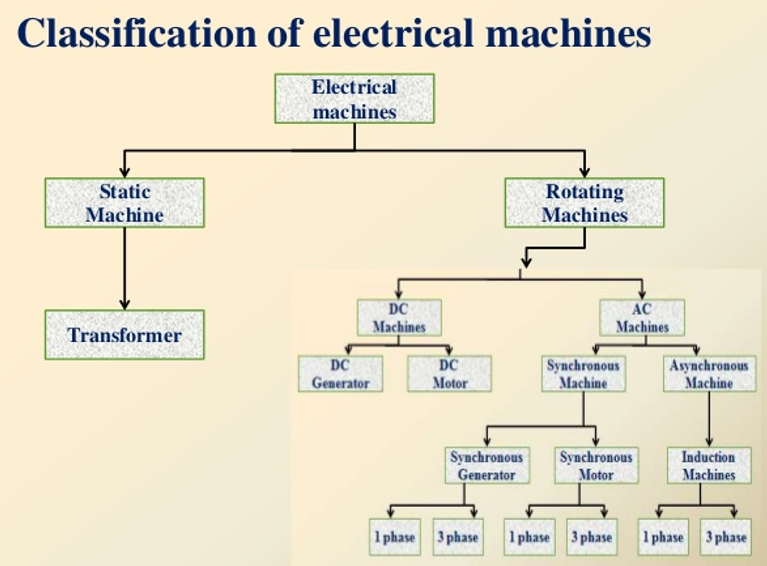 Classification of electrical machines
Electrical
machines
Static
Machine
Rotating
Machines
Transformer
DC
Machines
AC
Machines
DC
Generator
DC
Motor
Synchronous
Machine
Asynchronous
Machine
Synchronous
Generator
Synchronous
Motor
Induction
Machines
1 phase
3 phase
1 phase
3 phase
1 phase
3 phase